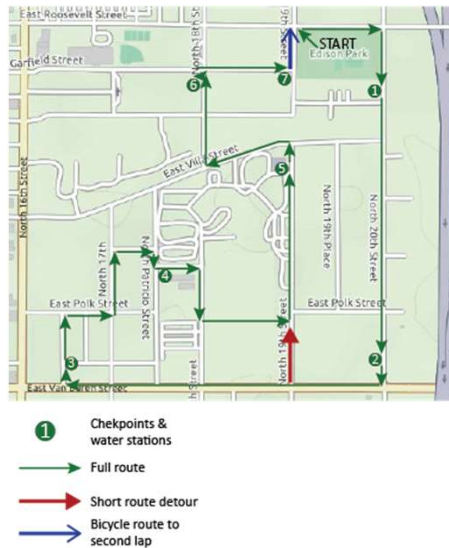 East Roosevelt Street
START
Edison Park
Garfield Street
North 18th St
9th Street
6
7
1
East Villa Street
5
North 16th Street
North 17th
North Patricio Street
North 19th Place
North 20th Street
4
East Polk Street
East Polk Street
North 19th Street
3
2
East Van Buren Street
h Street
1
Chekpoints &
water stations
Full route
Short route detour
Bicycle route to
second lap